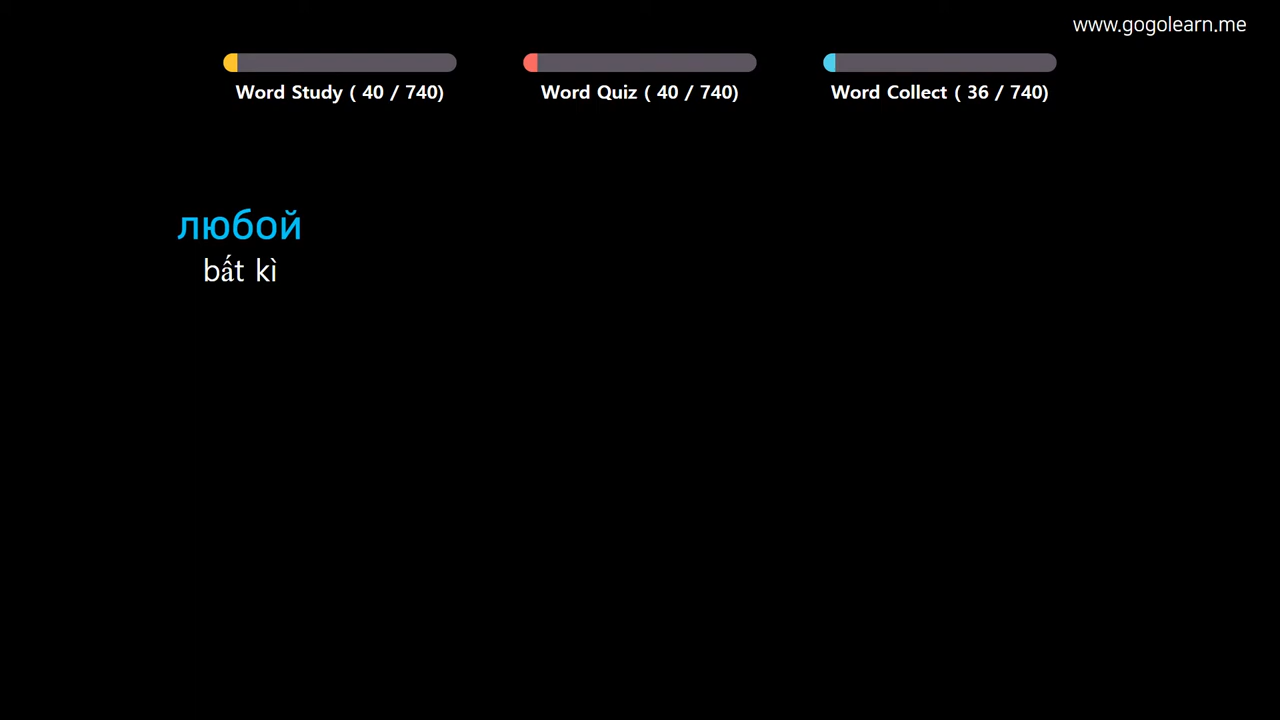 www.gogolearn.me
Word Study ( 40 / 740)
Word Quiz ( 40 / 740)
Word Collect ( 36 / 740)
любой
bất kì